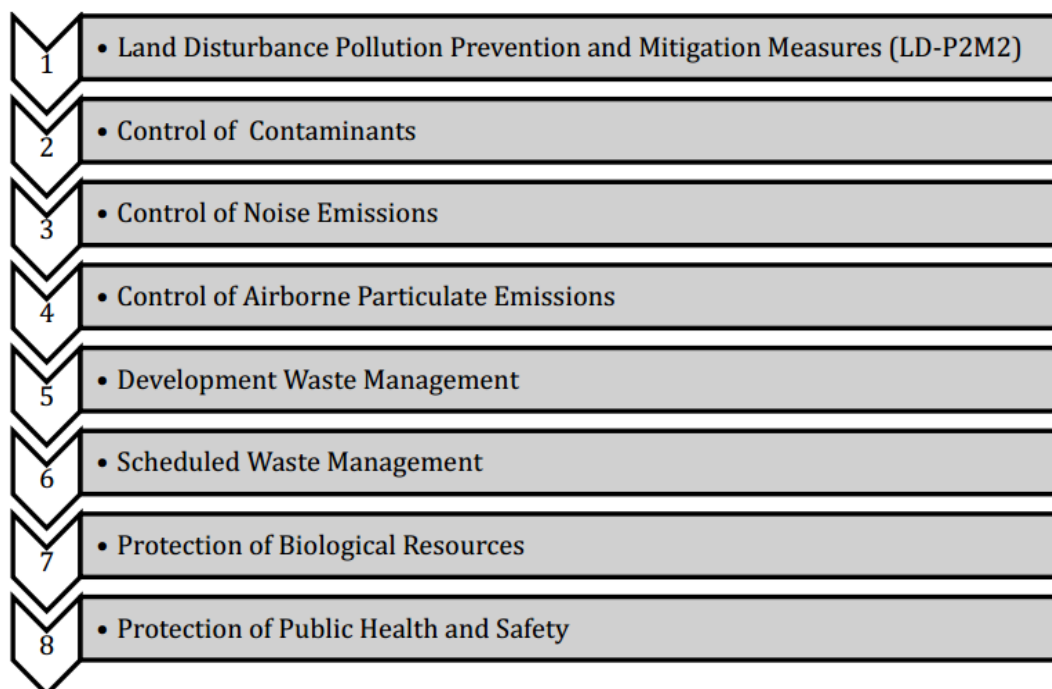 1 • Land Disturbance Pollution Prevention and Mitigation Measures (LD-P2M2)
2 • Control of Contaminants
3 • Control of Noise Emissions
4 • Control of Airborne Particulate Emissions
5 • Development Waste Management
6 • Scheduled Waste Management
7 • Protection of Biological Resources
8 • Protection of Public Health and Safety